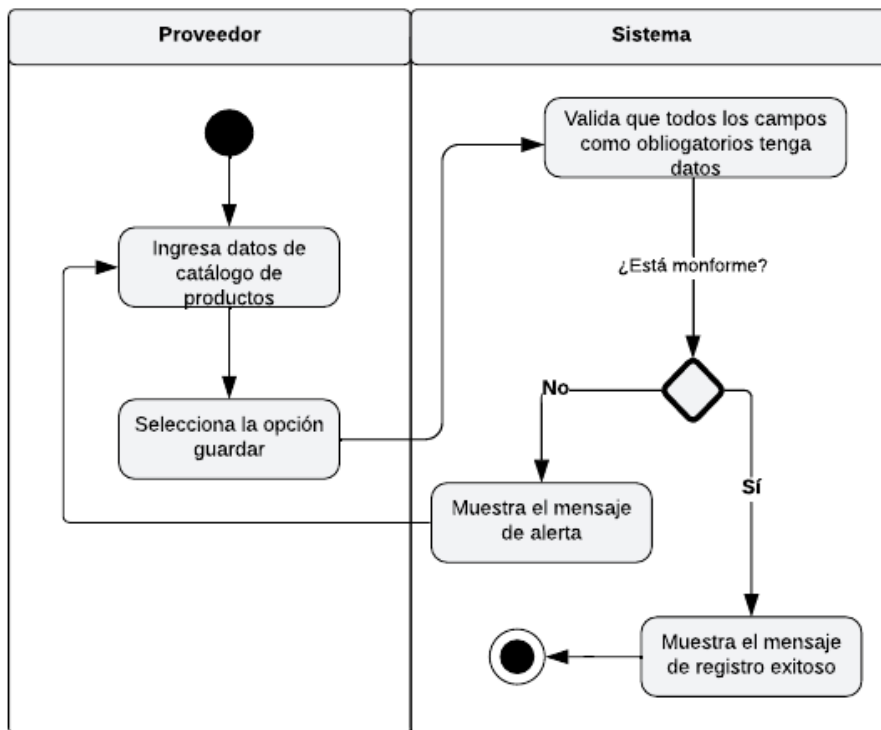 Proveedor
Sistema
Valida que todos los campos
como obliogatorios tenga
datos
Ingresa datos de
catálogo de
productos
¿Está monforme?
Selecciona la opción
guardar
No
Sí
Muestra el mensaje
de alerta
Muestra el mensaje
de registro exitoso